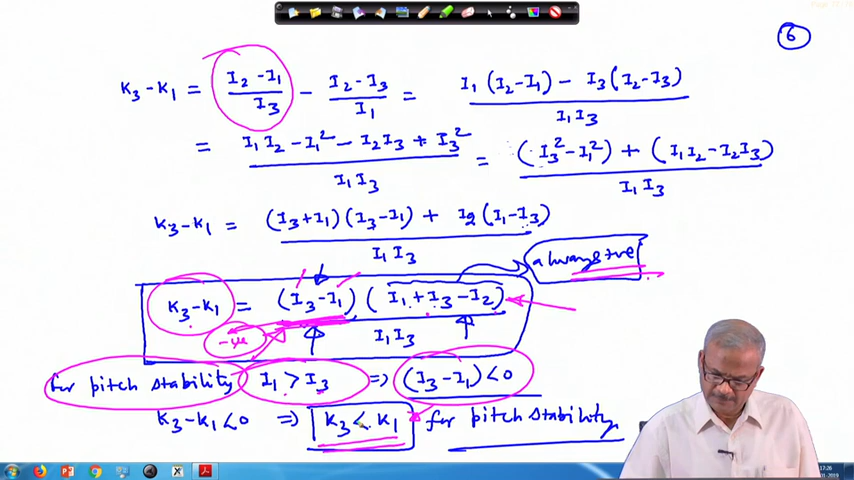 6
K₃-K₁ = (I₂-I₁)/I₃ - (I₂-I₃)/I₁ = (I₁(I₂-I₁) - I₃(I₂-I₃))/(I₁I₃)
= (I₁I₂ - I₁² - I₂I₃ + I₃²)/(I₁I₃) = ((I₃²-I₁²) + (I₁I₂-I₂I₃))/(I₁I₃)
K₃-K₁ = ((I₃+I₁)(I₃-I₁) + I₂(I₁-I₃))/(I₁I₃)
always +ve
K₃-K₁ = (I₃-I₁)(I₁+I₃-I₂)/(I₁I₃)
-ve
for pitch stability I₁ > I₃ ⇒ (I₃-I₁) < 0
K₃-K₁ < 0 ⇒ K₃ < K₁ for pitch stability
17:26